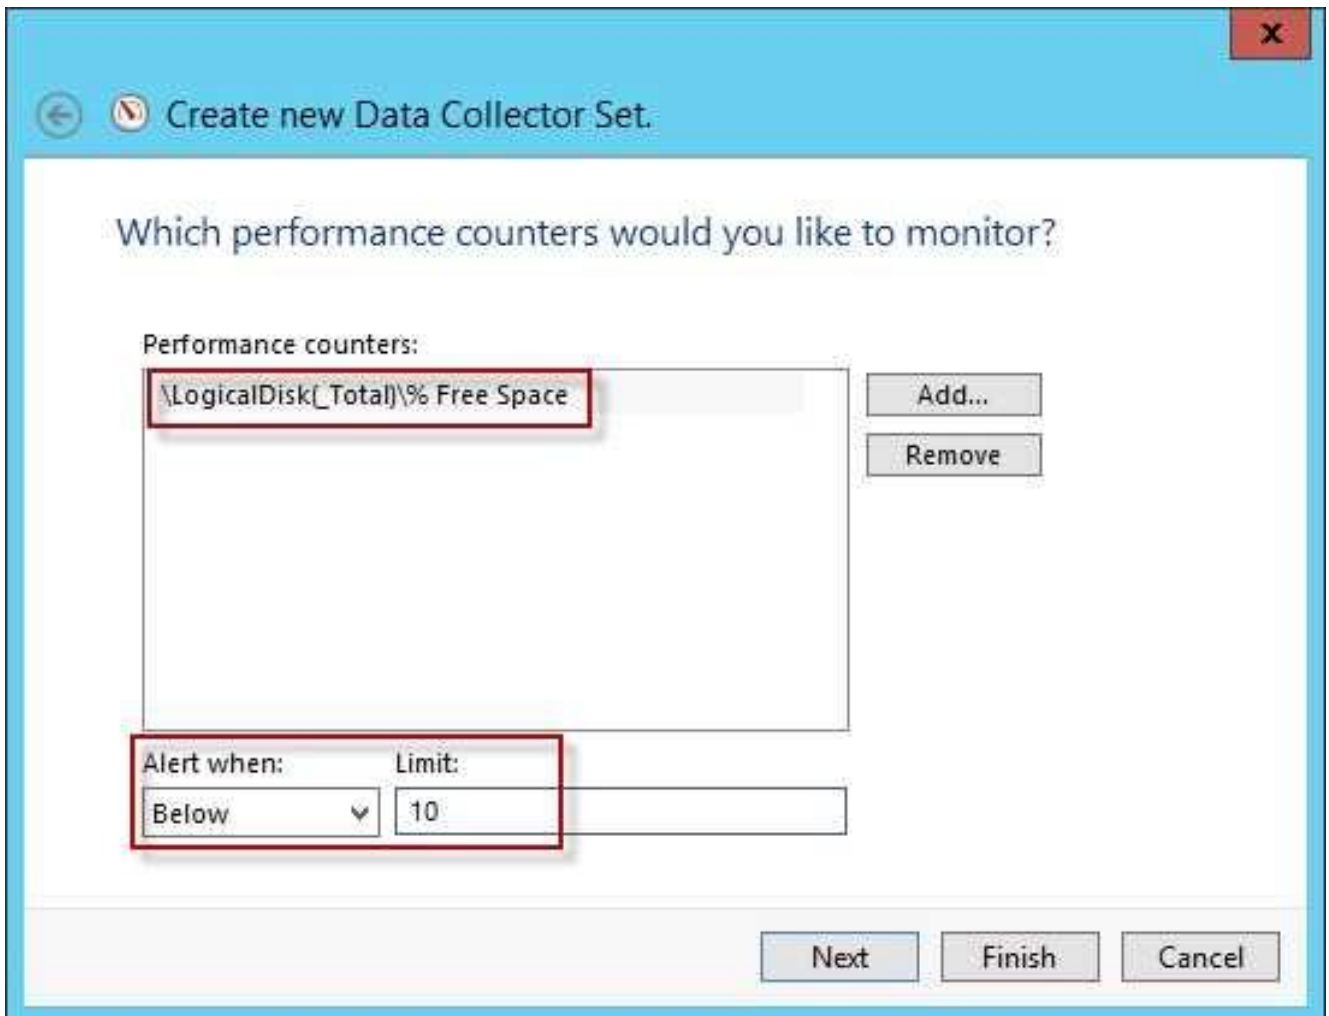 x
Create new Data Collector Set.
Which performance counters would you like to monitor?
Performance counters:
\LogicalDisk(_Total)\% Free Space
Add...
Remove
Alert when: Limit:
Below 10
Next Finish Cancel